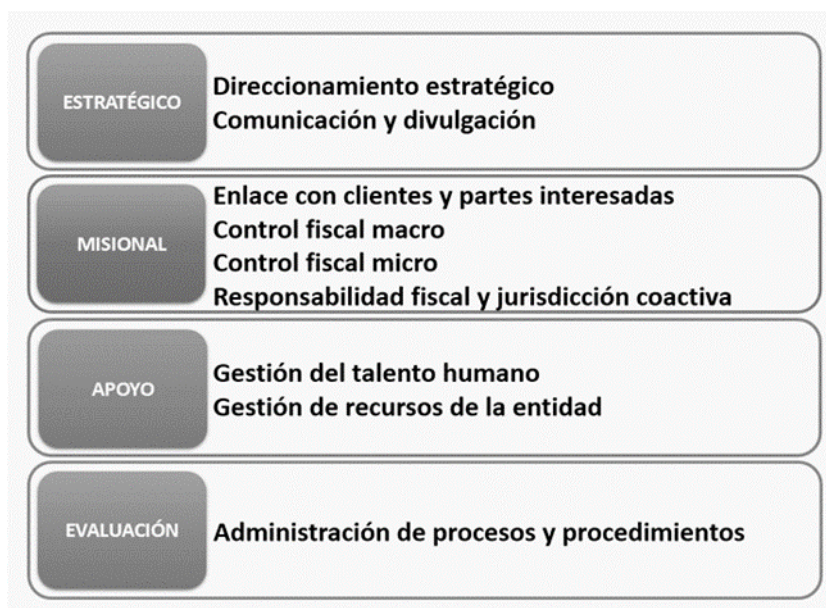 ESTRATÉGICO
Direccionamiento estratégico
Comunicación y divulgación
MISIONAL
Enlace con clientes y partes interesadas
Control fiscal macro
Control fiscal micro
Responsabilidad fiscal y jurisdicción coactiva
APOYO
Gestión del talento humano
Gestión de recursos de la entidad
EVALUACIÓN
Administración de procesos y procedimientos